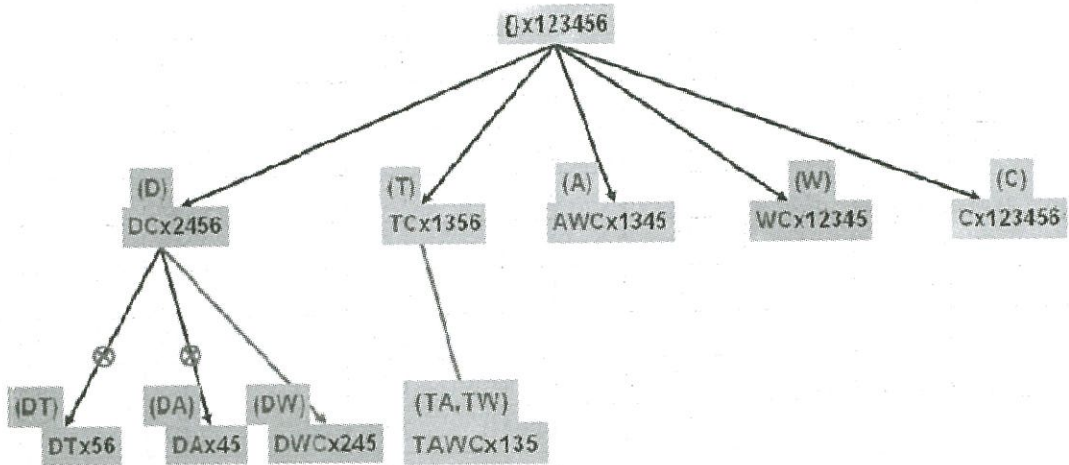 {}x123456
(D)
DCx2456
(T)
TCx1356
(A)
AWCx1345
(W)
WCx12345
(C)
Cx123456
(DT)
DTx56
(DA)
DAx45
(DW)
DWCx245
(TA,TW)
TAWCx135